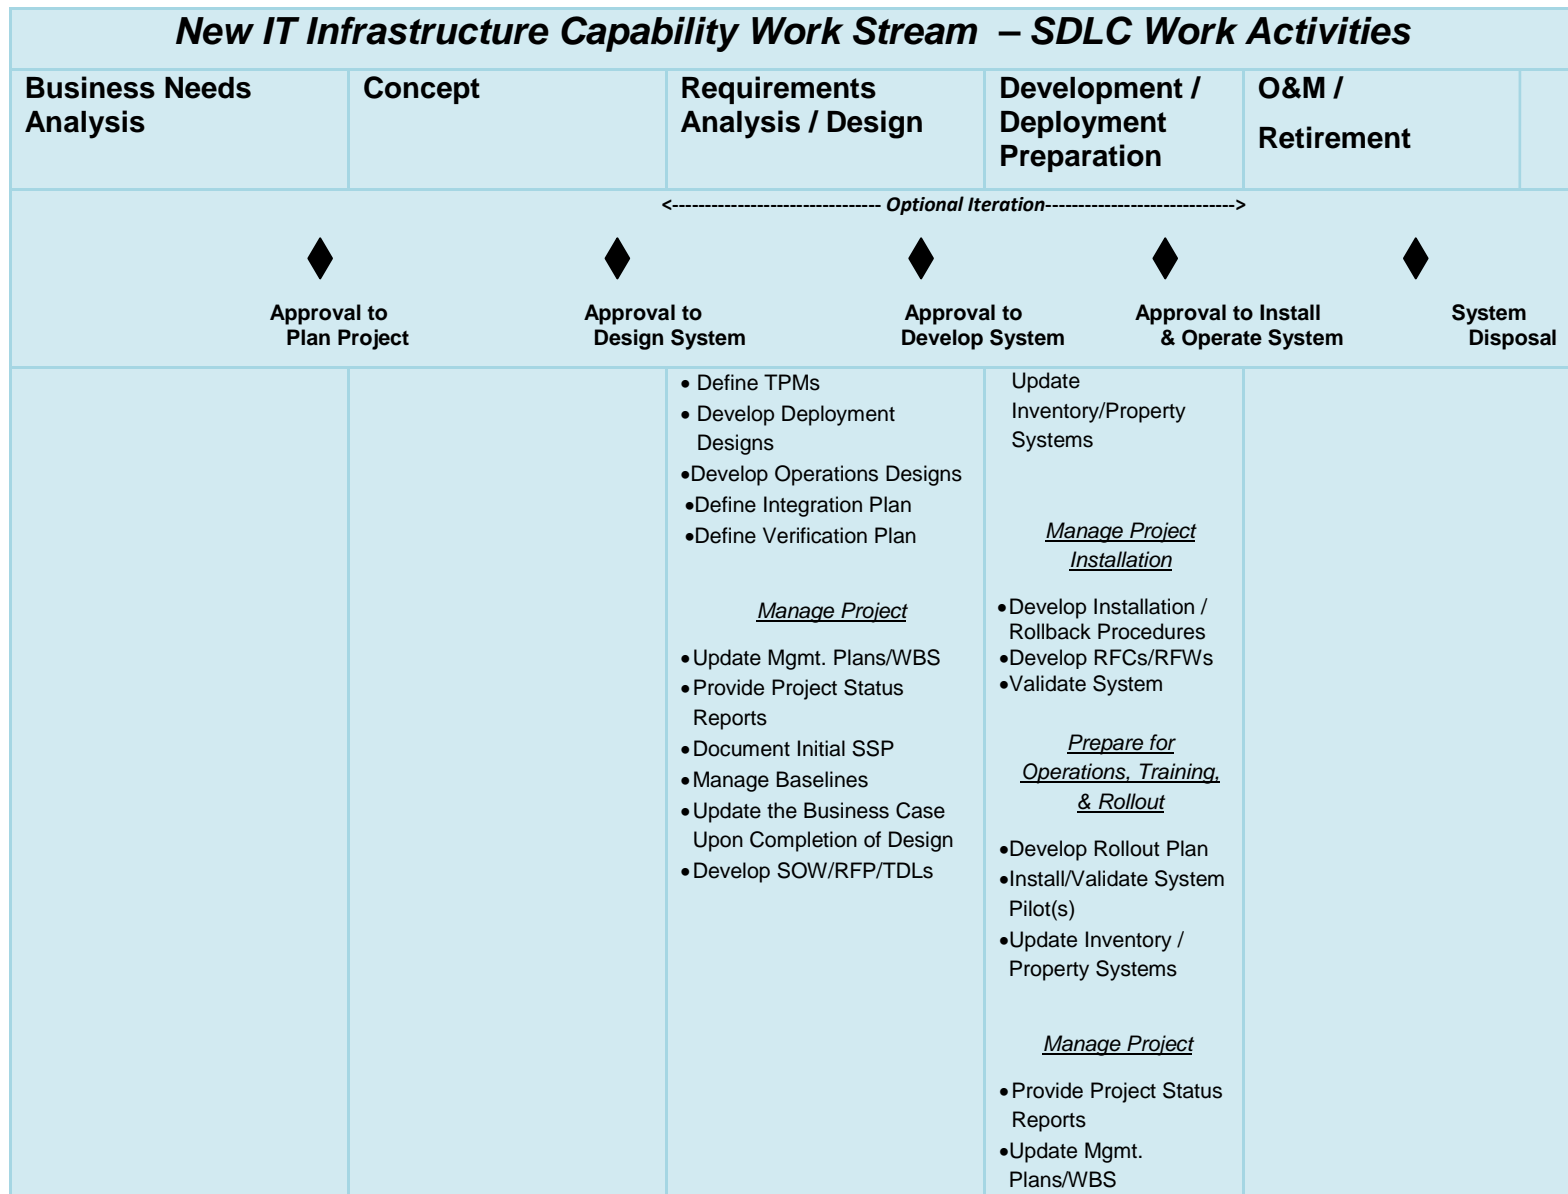 New IT Infrastructure Capability Work Stream – SDLC Work Activities
Business Needs
Analysis
Concept
Requirements
Analysis / Design
Development /
Deployment
Preparation
O&M /
Retirement
<-------------------------------- Optional Iteration----------------------------->
Approval to
Plan Project
Approval to
Design System
Approval to
Develop System
Approval to Install
& Operate System
System
Disposal
• Define TPMs
• Develop Deployment
Designs
•Develop Operations Designs
•Define Integration Plan
•Define Verification Plan
Manage Project
•Update Mgmt. Plans/WBS
•Provide Project Status
Reports
•Document Initial SSP
•Manage Baselines
•Update the Business Case
Upon Completion of Design
•Develop SOW/RFP/TDLs
Update
Inventory/Property
Systems
Manage Project
Installation
•Develop Installation /
Rollback Procedures
•Develop RFCs/RFWs
•Validate System
Prepare for
Operations, Training,
& Rollout
•Develop Rollout Plan
•Install/Validate System
Pilot(s)
•Update Inventory /
Property Systems
Manage Project
•Provide Project Status
Reports
•Update Mgmt.
Plans/WBS